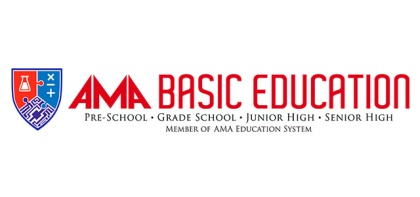 AMA BASIC EDUCATION
PRE-SCHOOL • GRADE SCHOOL • JUNIOR HIGH • SENIOR HIGH
MEMBER OF AMA EDUCATION SYSTEM